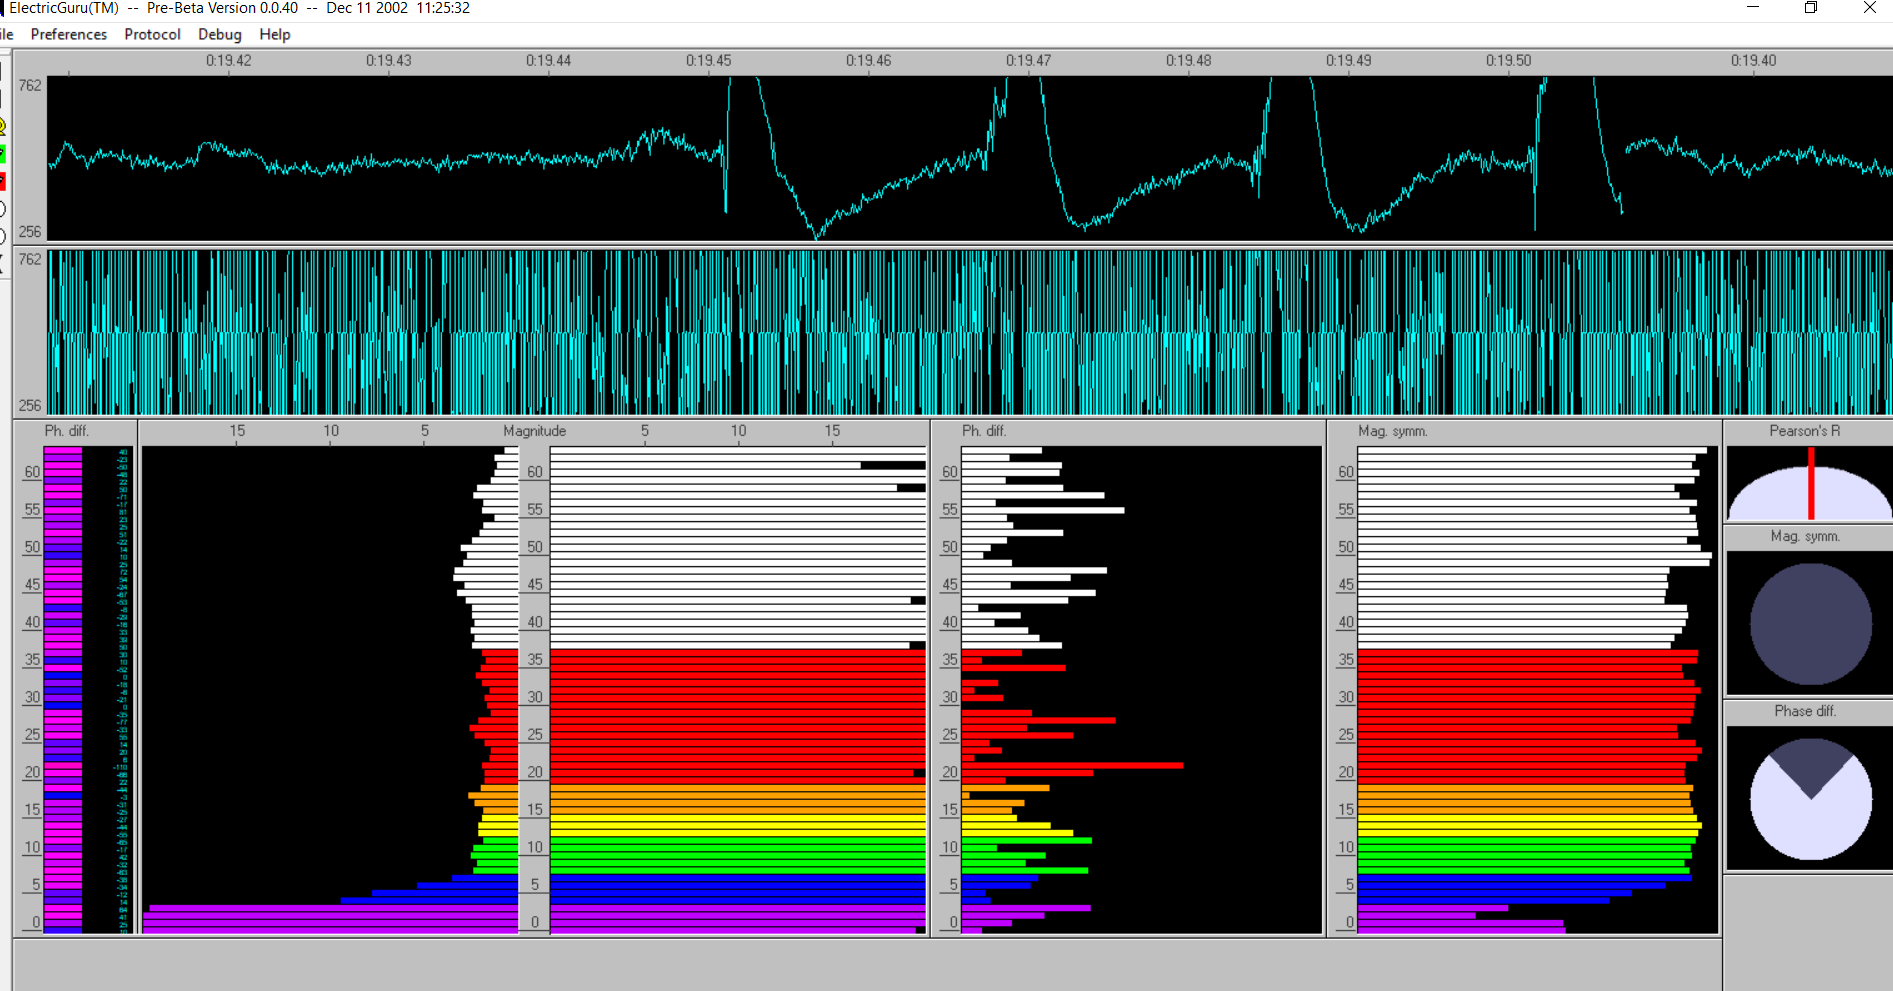 ElectricGuru(TM) -- Pre-Beta Version 0.0.40 -- Dec 11 2002 11:25:32
ile Preferences Protocol Debug Help
0:19.42 0:19.43 0:19.44 0:19.45 0:19.46 0:19.47 0:19.48 0:19.49 0:19.50 0:19.40
762
256
762
256
Ph. diff. 15 10 5 Magnitude 5 10 15 Ph. diff. Mag. symm. Pearson's R
60 60 60 60
55 55 55 55
Mag. symm.
50 50 50 50
45 45 45 45
40 40 40 40
35 35 35 35
30 30 30 30
Phase diff.
25 25 25 25
20 20 20 20
15 15 15 15
10 10 10 10
5 5 5 5
0 0 0 0